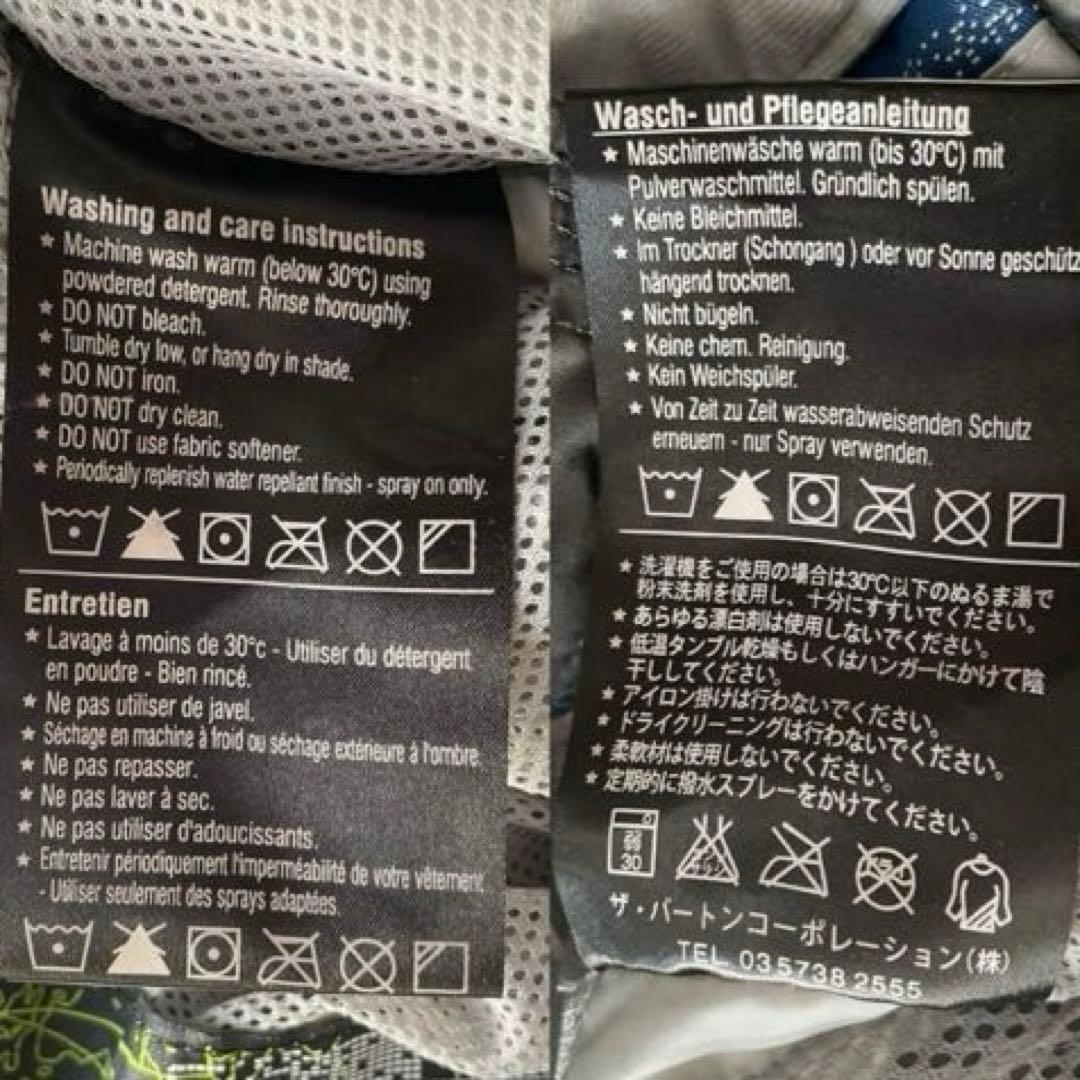 Washing and care instructions
★ Machine wash warm (below 30°C) using
powdered detergent. Rinse thoroughly.
★ DO NOT bleach.
★ Tumble dry low, or hang dry in shade.
★ DO NOT iron.
★ DO NOT dry clean.
★ DO NOT use fabric softener.
★ Periodically replenish water repellant finish - spray on only.
Entretien
★ Lavage à moins de 30°c - Utiliser du détergent
en poudre - Bien rincé.
★ Ne pas utiliser de javel.
★ Séchage en machine à froid ou séchage extérieure à l'ombre.
★ Ne pas repasser.
★ Ne pas laver à sec.
★ Ne pas utiliser d'adoucissants.
★ Entretenir périodiquement l'imperméabilité de votre vêtement
- Utiliser seulement des sprays adaptées.
Wasch- und Pflegeanleitung
★ Maschinenwäsche warm (bis 30°C) mit
Pulverwaschmittel. Gründlich spülen.
★ Keine Bleichmittel.
★ Im Trockner (Schongang ) oder vor Sonne geschütz
hängend trocknen.
★ Nicht bügeln.
★ Keine chem. Reinigung.
★ Kein Weichspüler.
★ Von Zeit zu Zeit wasserabweisenden Schutz
erneuern - nur Spray verwenden.
★ 洗濯機をご使用の場合は30℃以下のぬるま湯で
粉末洗剤を使用し、十分にすすいでください。
★ あらゆる漂白剤は使用しないでください。
★ 低温タンブル乾燥もしくはハンガーにかけて陰
干ししてください。
★ アイロン掛けは行わないでください。
★ ドライクリーニングは行わないでください。
★ 柔軟材は使用しないでください。
★ 定期的に撥水スプレーをかけてください。
弱
30
ザ・バートンコーポレーション(株)
TEL 03 5738 2555